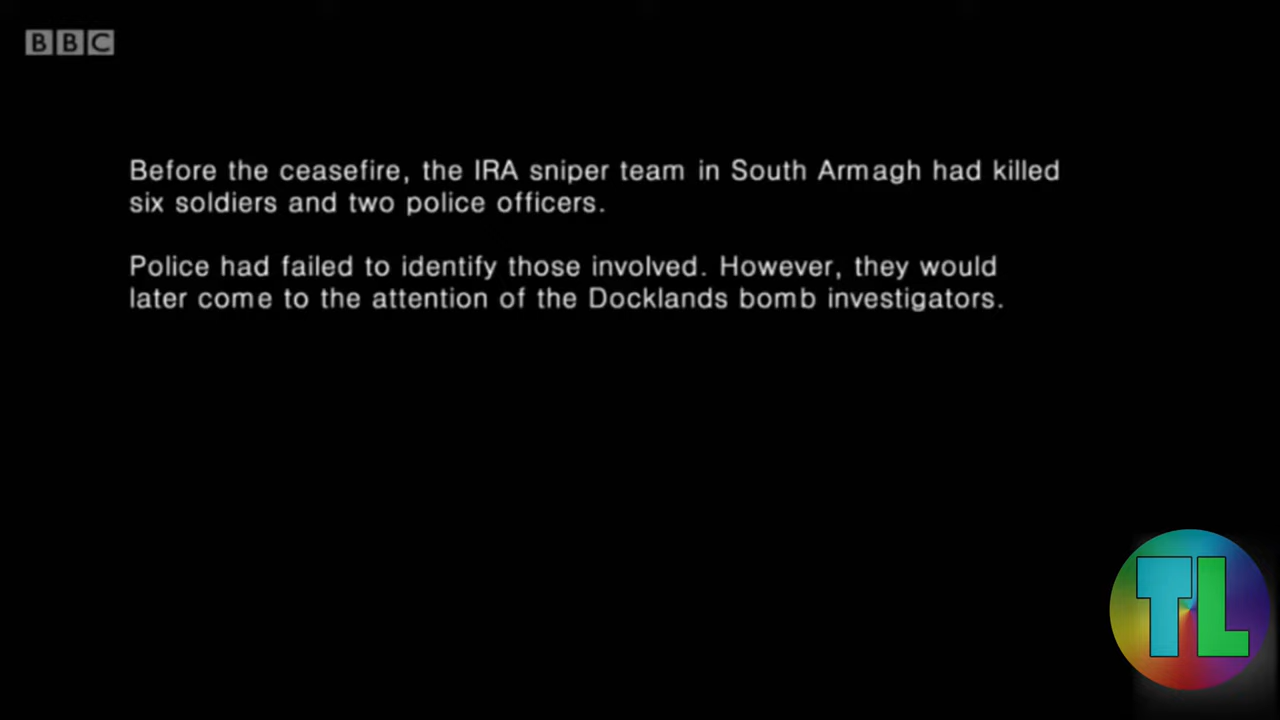 BBC
Before the ceasefire, the IRA sniper team in South Armagh had killed
six soldiers and two police officers.
Police had failed to identify those involved. However, they would
later come to the attention of the Docklands bomb investigators.
TL